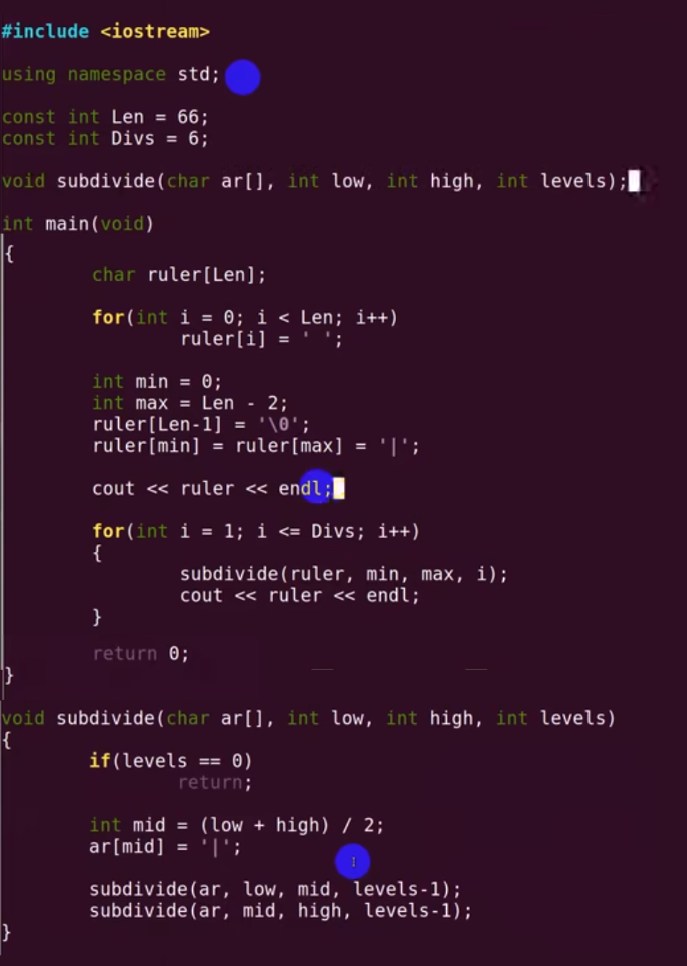 #include <iostream>
using namespace std;
const int Len = 66;
const int Divs = 6;
void subdivide(char ar[], int low, int high, int levels);
int main(void)
{
char ruler[Len];
for(int i = 0; i < Len; i++)
ruler[i] = ' ';
int min = 0;
int max = Len - 2;
ruler[Len-1] = '\0';
ruler[min] = ruler[max] = '|';
cout << ruler << endl;
for(int i = 1; i <= Divs; i++)
{
subdivide(ruler, min, max, i);
cout << ruler << endl;
}
return 0;
}
void subdivide(char ar[], int low, int high, int levels)
{
if(levels == 0)
return;
int mid = (low + high) / 2;
ar[mid] = '|';
subdivide(ar, low, mid, levels-1);
subdivide(ar, mid, high, levels-1);
}